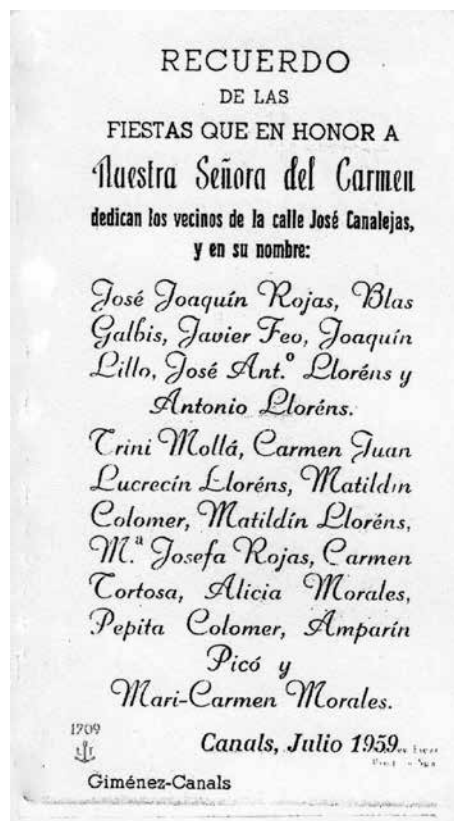 RECUERDO
DE LAS
FIESTAS QUE EN HONOR A
Nuestra Señora del Carmen
dedican los vecinos de la calle José Canalejas,
y en su nombre:
José Joaquín Rojas, Blas
Galbis, Javier Feo, Joaquín
Lillo, José Ant.º Lloréns y
Antonio Lloréns.
Trini Mollá, Carmen Juan
Lucrecín Lloréns, Matildín
Colomer, Matildín Lloréns,
M.ª Josefa Rojas, Carmen
Tortosa, Alicia Morales,
Pepita Colomer, Amparín
Picó y
Mari-Carmen Morales.
1709
Canals, Julio 1959
Giménez-Canals